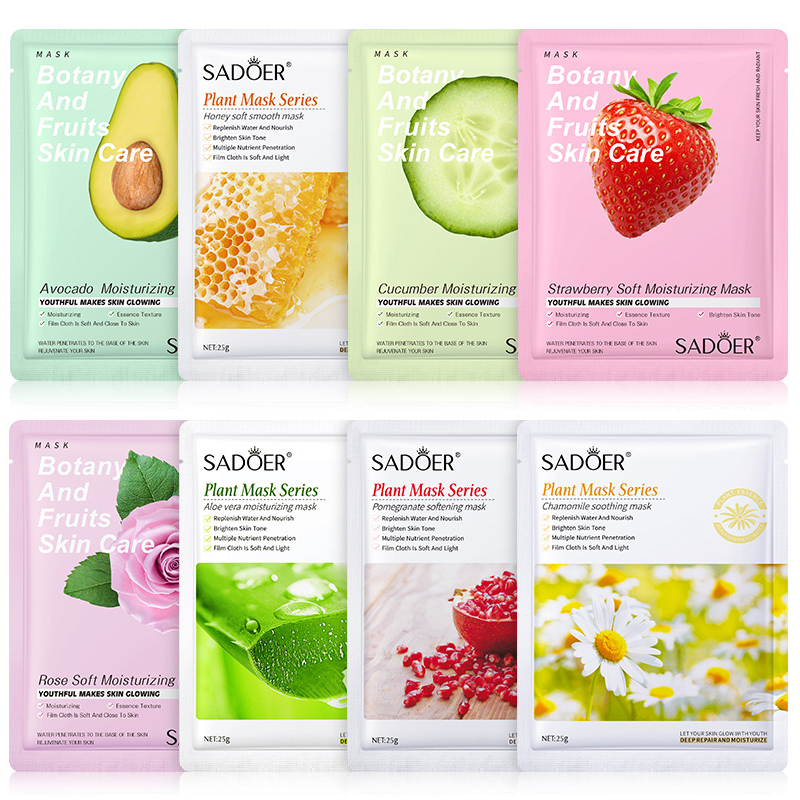 MASK
Botany
And
Fruits
Skin Care
Avocado Moisturizing
YOUTHFUL MAKES SKIN GLOWING
Moisturizing Essence Texture
Film Cloth Is Soft And Close To Skin
WATER PENETRATES TO THE BASE OF THE SKIN
REJUVENATE YOUR SKIN
SADOER®
Plant Mask Series
Honey soft smooth mask
Replenish Water And Nourish
Brighten Skin Tone
Multiple Nutrient Penetration
Film Cloth Is Soft And Light
NET:25g
MASK
Botany
And
Fruits
Skin Care
Cucumber Moisturizing
YOUTHFUL MAKES SKIN GLOWING
Moisturizing Essence Texture
Film Cloth Is Soft And Close To Skin
WATER PENETRATES TO THE BASE OF THE SKIN
REJUVENATE YOUR SKIN
MASK
Botany
And
Fruits
Skin Care
KEEP YOUR SKIN FRESH AND RADIANT
Strawberry Soft Moisturizing Mask
YOUTHFUL MAKES SKIN GLOWING
Moisturizing Essence Texture Brighten Skin Tone
Film Cloth Is Soft And Close To Skin
WATER PENETRATES TO THE BASE OF THE SKIN
REJUVENATE YOUR SKIN
SADOER®
MASK
Botany
And
Fruits
Skin Care
Rose Soft Moisturizing
YOUTHFUL MAKES SKIN GLOWING
Moisturizing Essence Texture
Film Cloth Is Soft And Close To Skin
WATER PENETRATES TO THE BASE OF THE SKIN
REJUVENATE YOUR SKIN
SADOER®
Plant Mask Series
Aloe vera moisturizing mask
Replenish Water And Nourish
Brighten Skin Tone
Multiple Nutrient Penetration
Film Cloth Is Soft And Light
NET:25g
SADOER®
Plant Mask Series
Pomegranate softening mask
Replenish Water And Nourish
Brighten Skin Tone
Multiple Nutrient Penetration
Film Cloth Is Soft And Light
NET:25g
SADOER®
Plant Mask Series
Chamomile soothing mask
Replenish Water And Nourish
Brighten Skin Tone
Multiple Nutrient Penetration
Film Cloth Is Soft And Light
NET:25g
LET YOUR SKIN GLOW WITH YOUTH
DEEP REPAIR AND MOISTURIZE